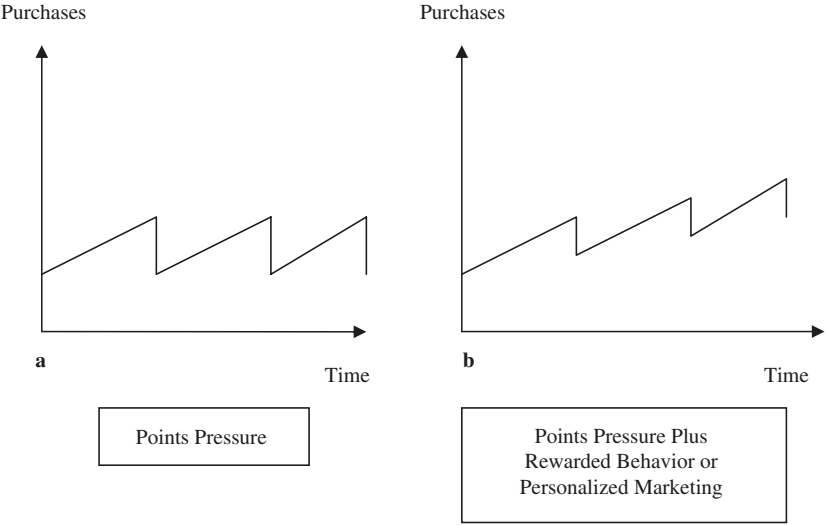 Purchases
a
Time
Points Pressure
Purchases
b
Time
Points Pressure Plus
Rewarded Behavior or
Personalized Marketing